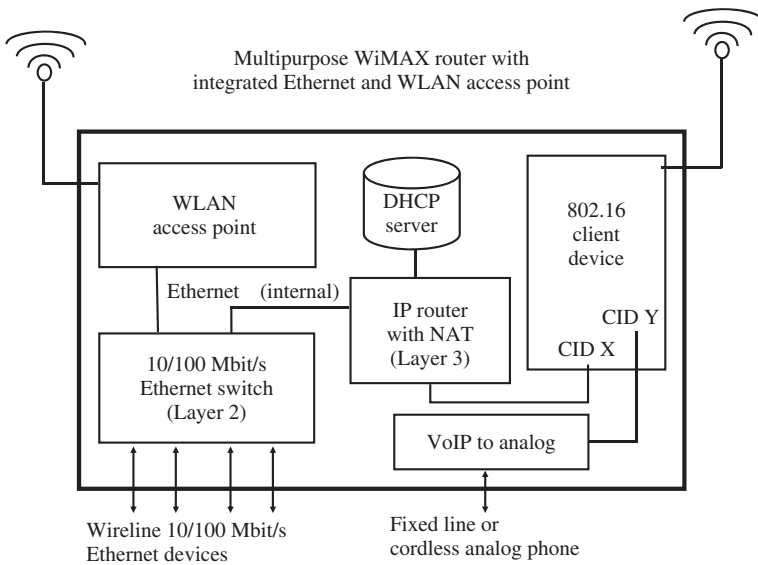 Multipurpose WiMAX router with
integrated Ethernet and WLAN access point
WLAN
access point
DHCP
server
802.16
client
device
Ethernet (internal)
IP router
with NAT
(Layer 3)
CID Y
CID X
10/100 Mbit/s
Ethernet switch
(Layer 2)
VoIP to analog
Wireline 10/100 Mbit/s
Ethernet devices
Fixed line or
cordless analog phone